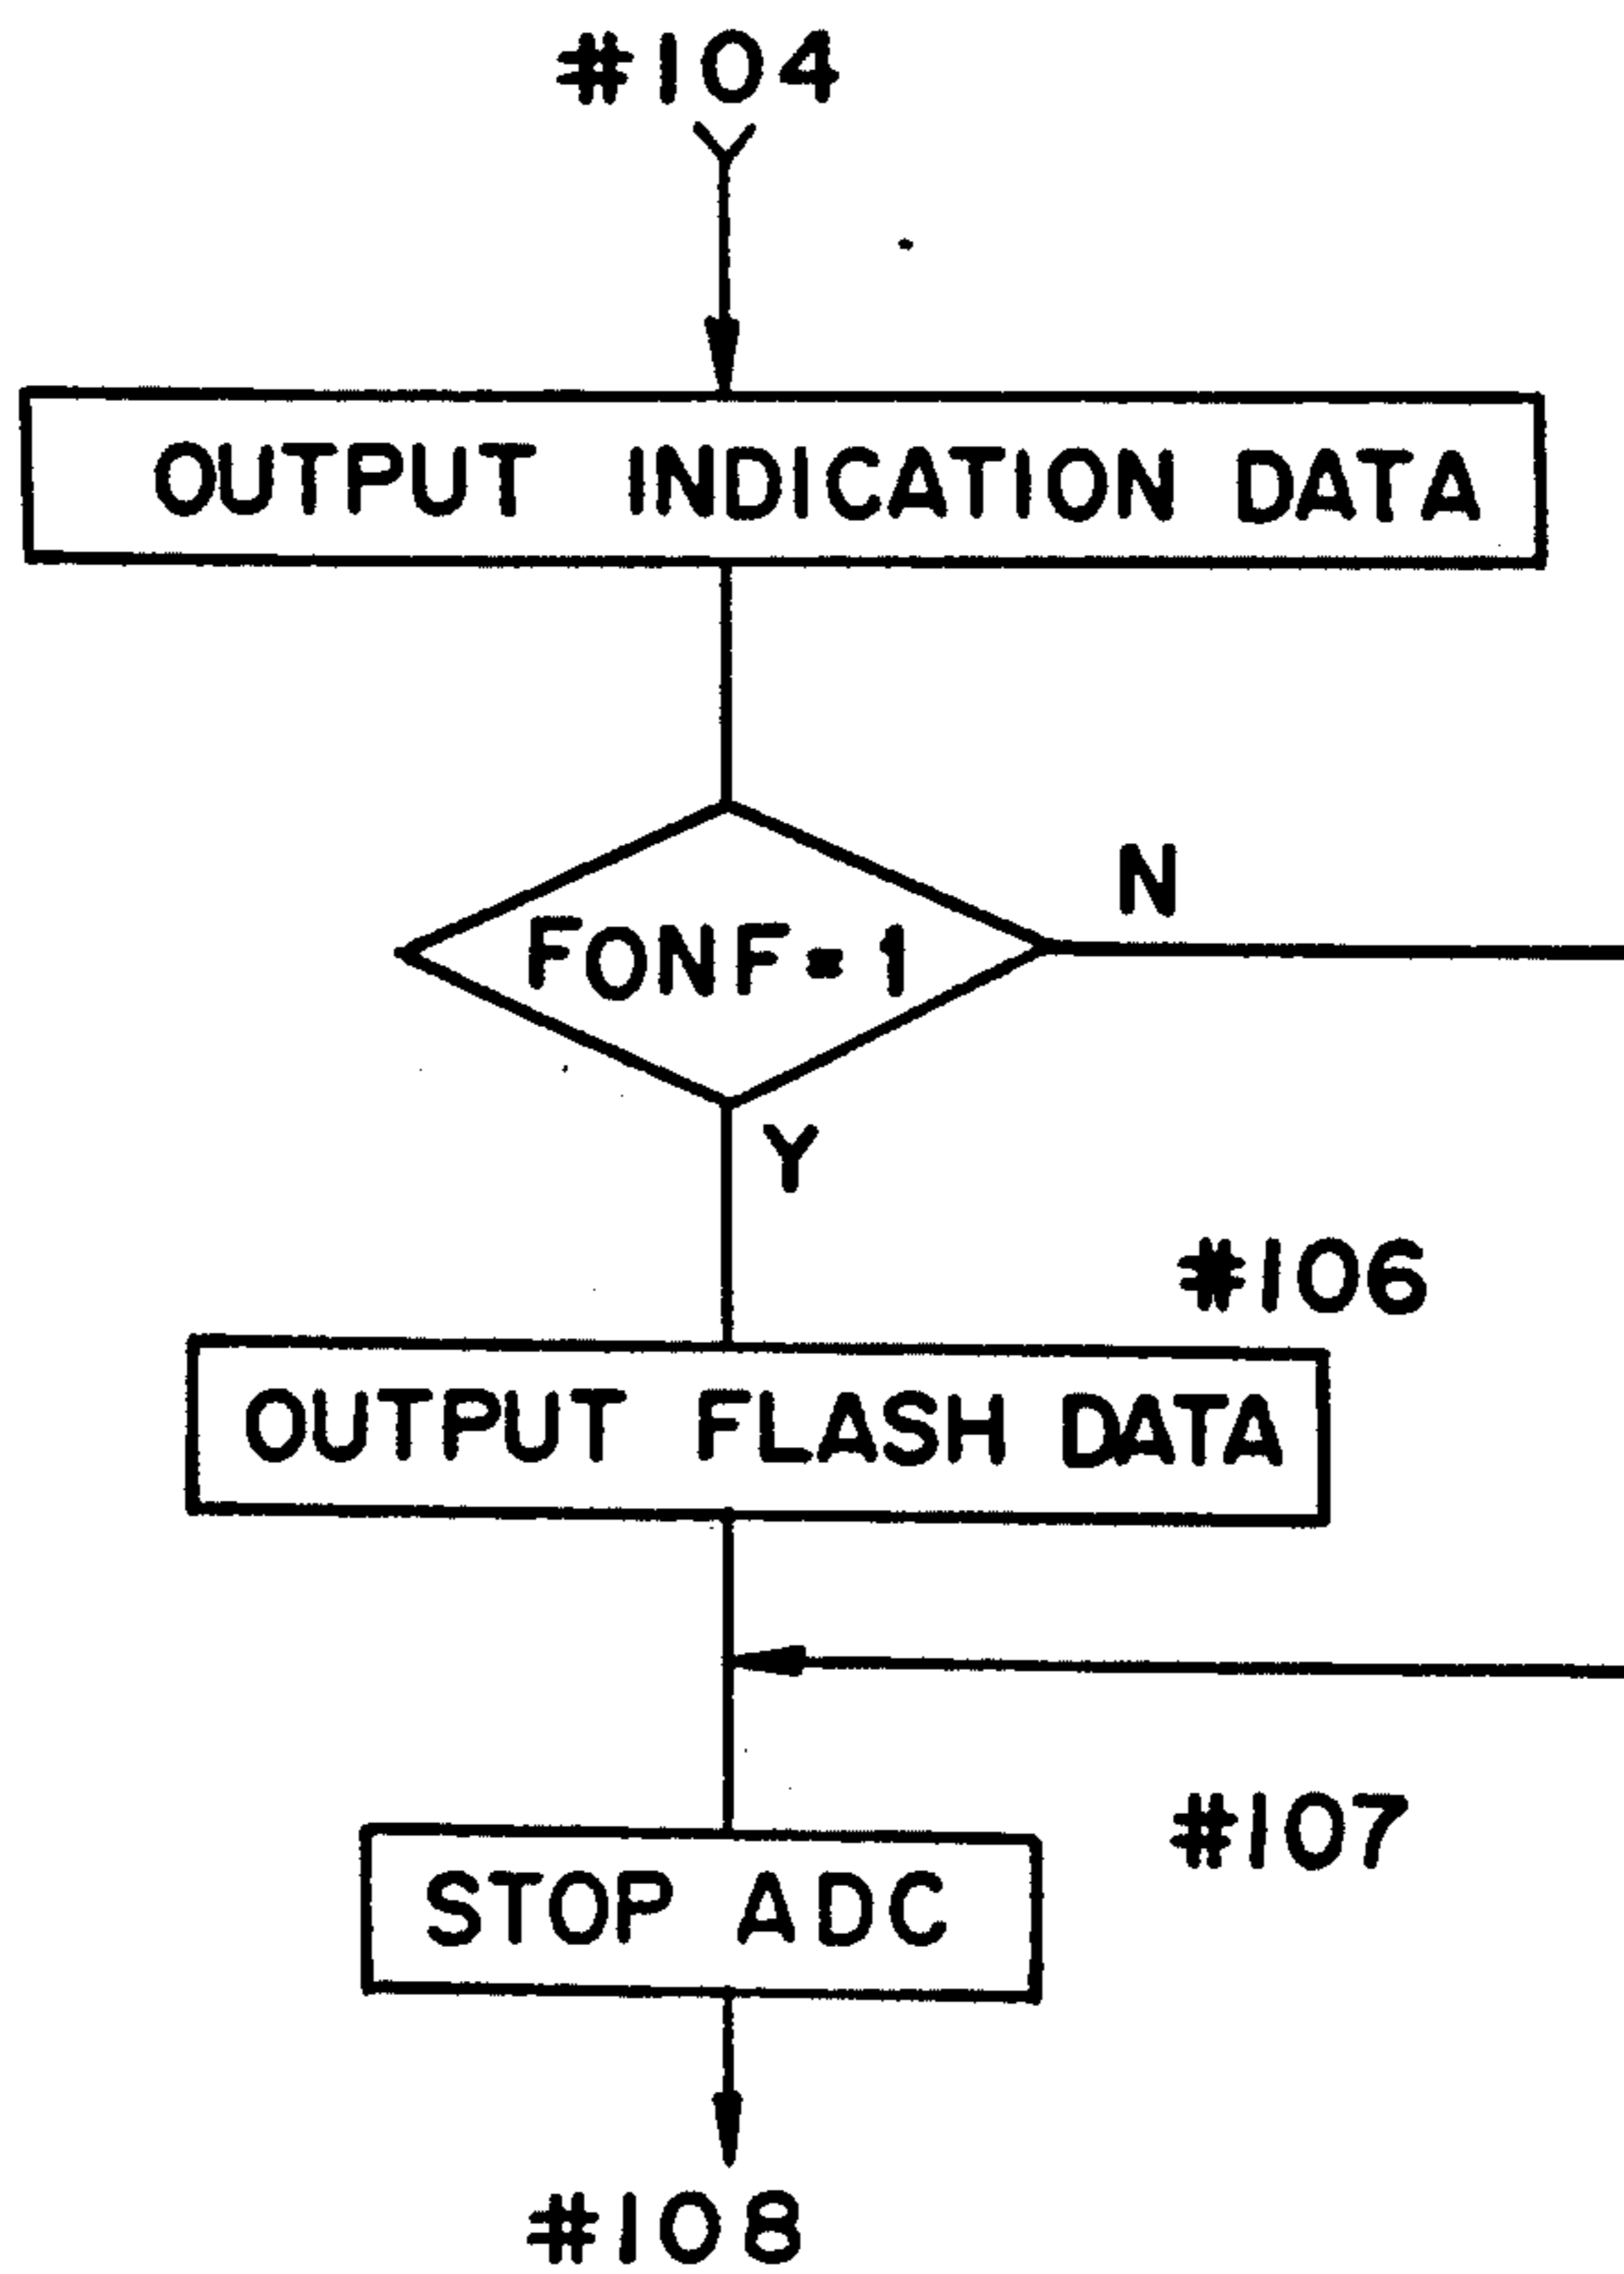 #104
OUTPUT INDICATION DATA
FONF=1
N
Y
#106
OUTPUT FLASH DATA
#107
STOP ADC
#108